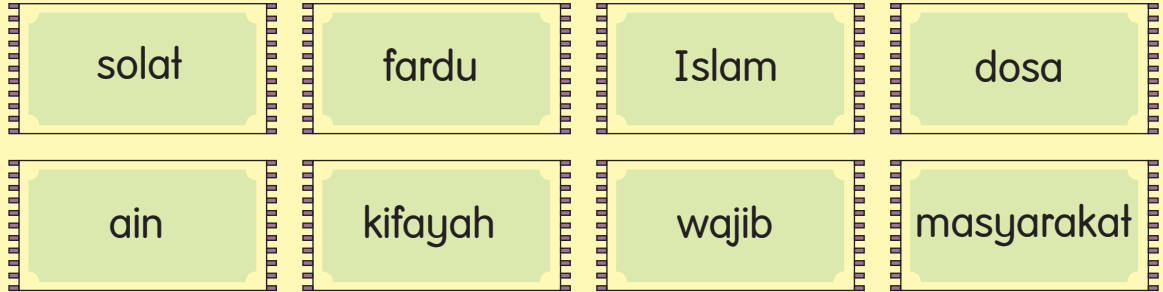 solat
fardu
Islam
dosa
ain
kifayah
wajib
masyarakat